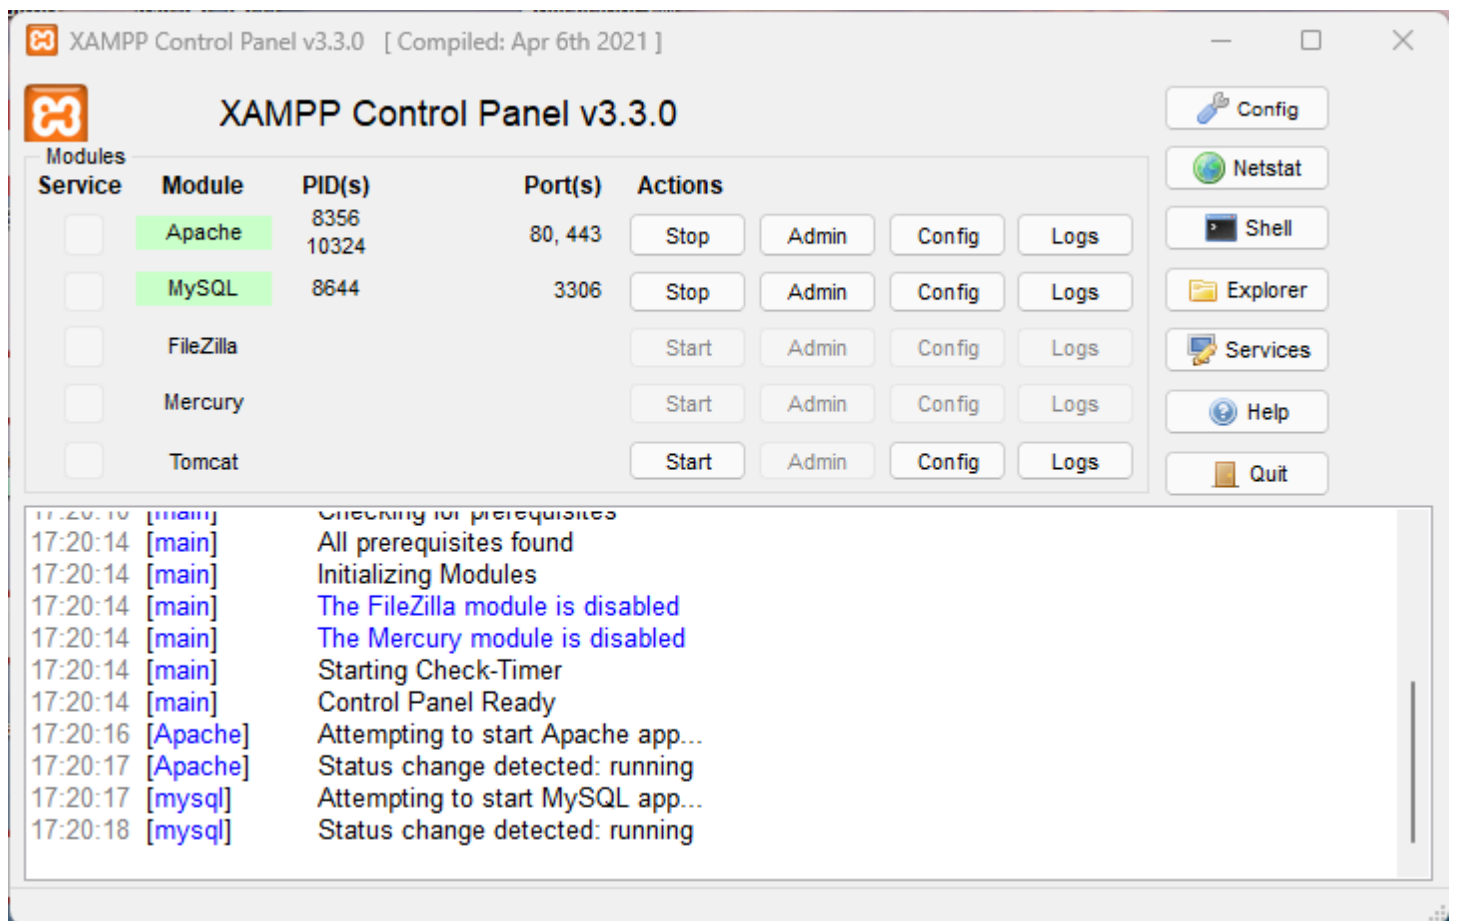 XAMPP Control Panel v3.3.0 [ Compiled: Apr 6th 2021 ]
XAMPP Control Panel v3.3.0
Modules
Service Module PID(s) Port(s) Actions
Apache 8356 10324 80, 443 Stop Admin Config Logs
MySQL 8644 3306 Stop Admin Config Logs
FileZilla Start Admin Config Logs
Mercury Start Admin Config Logs
Tomcat Start Admin Config Logs
Config
Netstat
Shell
Explorer
Services
Help
Quit
[main] Checking for prerequisites
17:20:14 [main] All prerequisites found
17:20:14 [main] Initializing Modules
17:20:14 [main] The FileZilla module is disabled
17:20:14 [main] The Mercury module is disabled
17:20:14 [main] Starting Check-Timer
17:20:14 [main] Control Panel Ready
17:20:16 [Apache] Attempting to start Apache app...
17:20:17 [Apache] Status change detected: running
17:20:17 [mysql] Attempting to start MySQL app...
17:20:18 [mysql] Status change detected: running